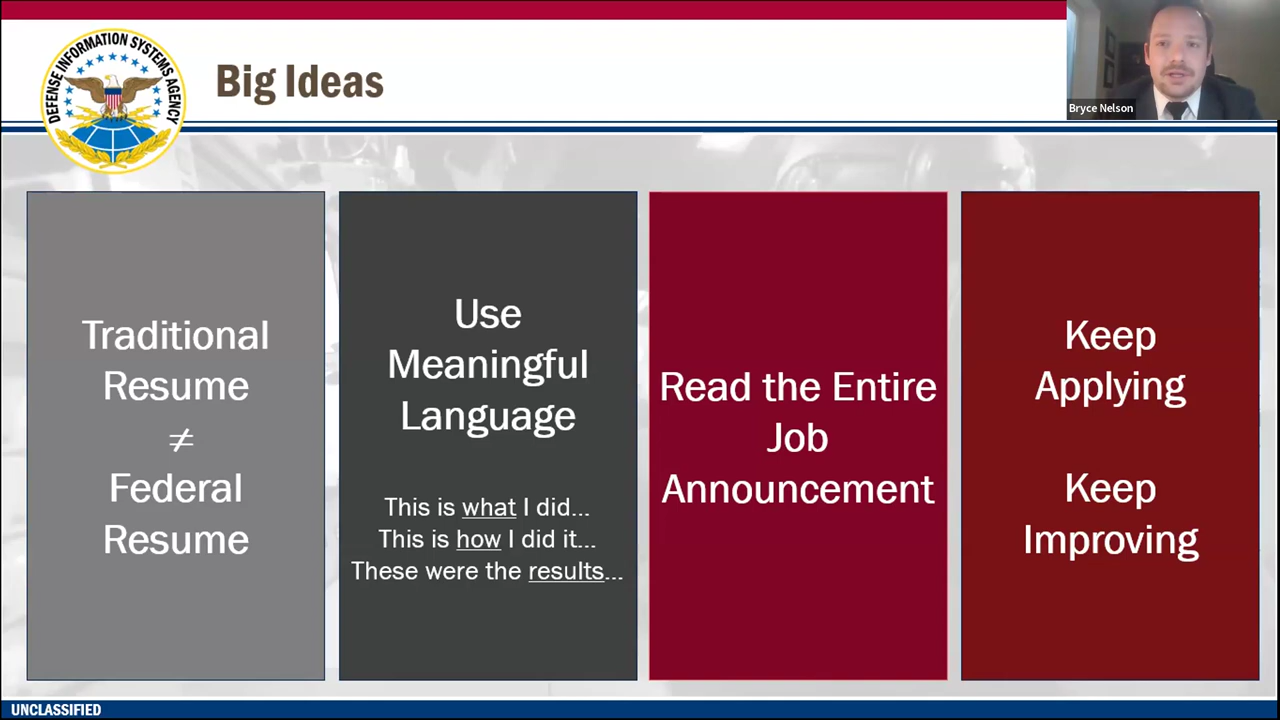 DEFENSE INFORMATION SYSTEMS AGENCY
Big Ideas
Bryce Nelson
Traditional
Resume
≠
Federal
Resume
Use
Meaningful
Language
This is what I did...
This is how I did it...
These were the results...
Read the Entire
Job
Announcement
Keep
Applying
Keep
Improving
UNCLASSIFIED